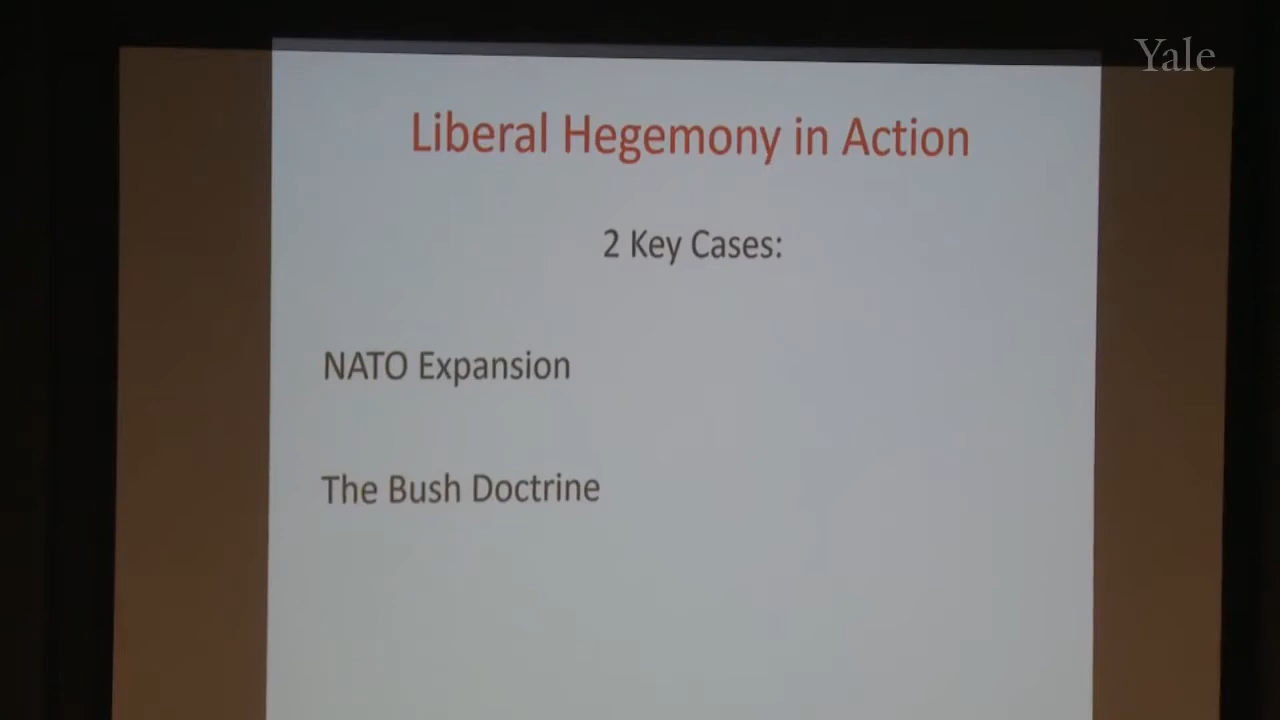 Yale
Liberal Hegemony in Action
2 Key Cases:
NATO Expansion
The Bush Doctrine